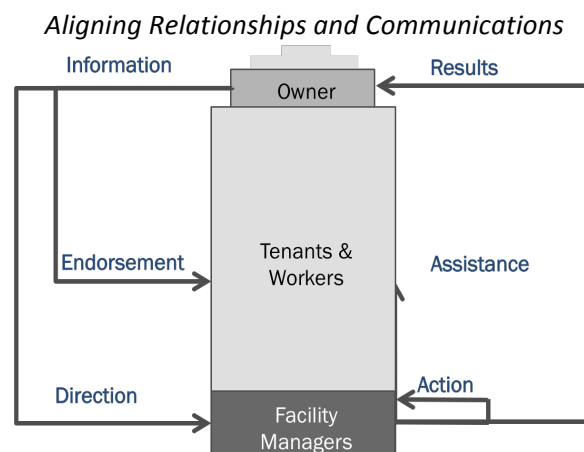 Aligning Relationships and Communications
Information
Results
Owner
Tenants &
Workers
Endorsement
Assistance
Direction
Action
Facility
Managers